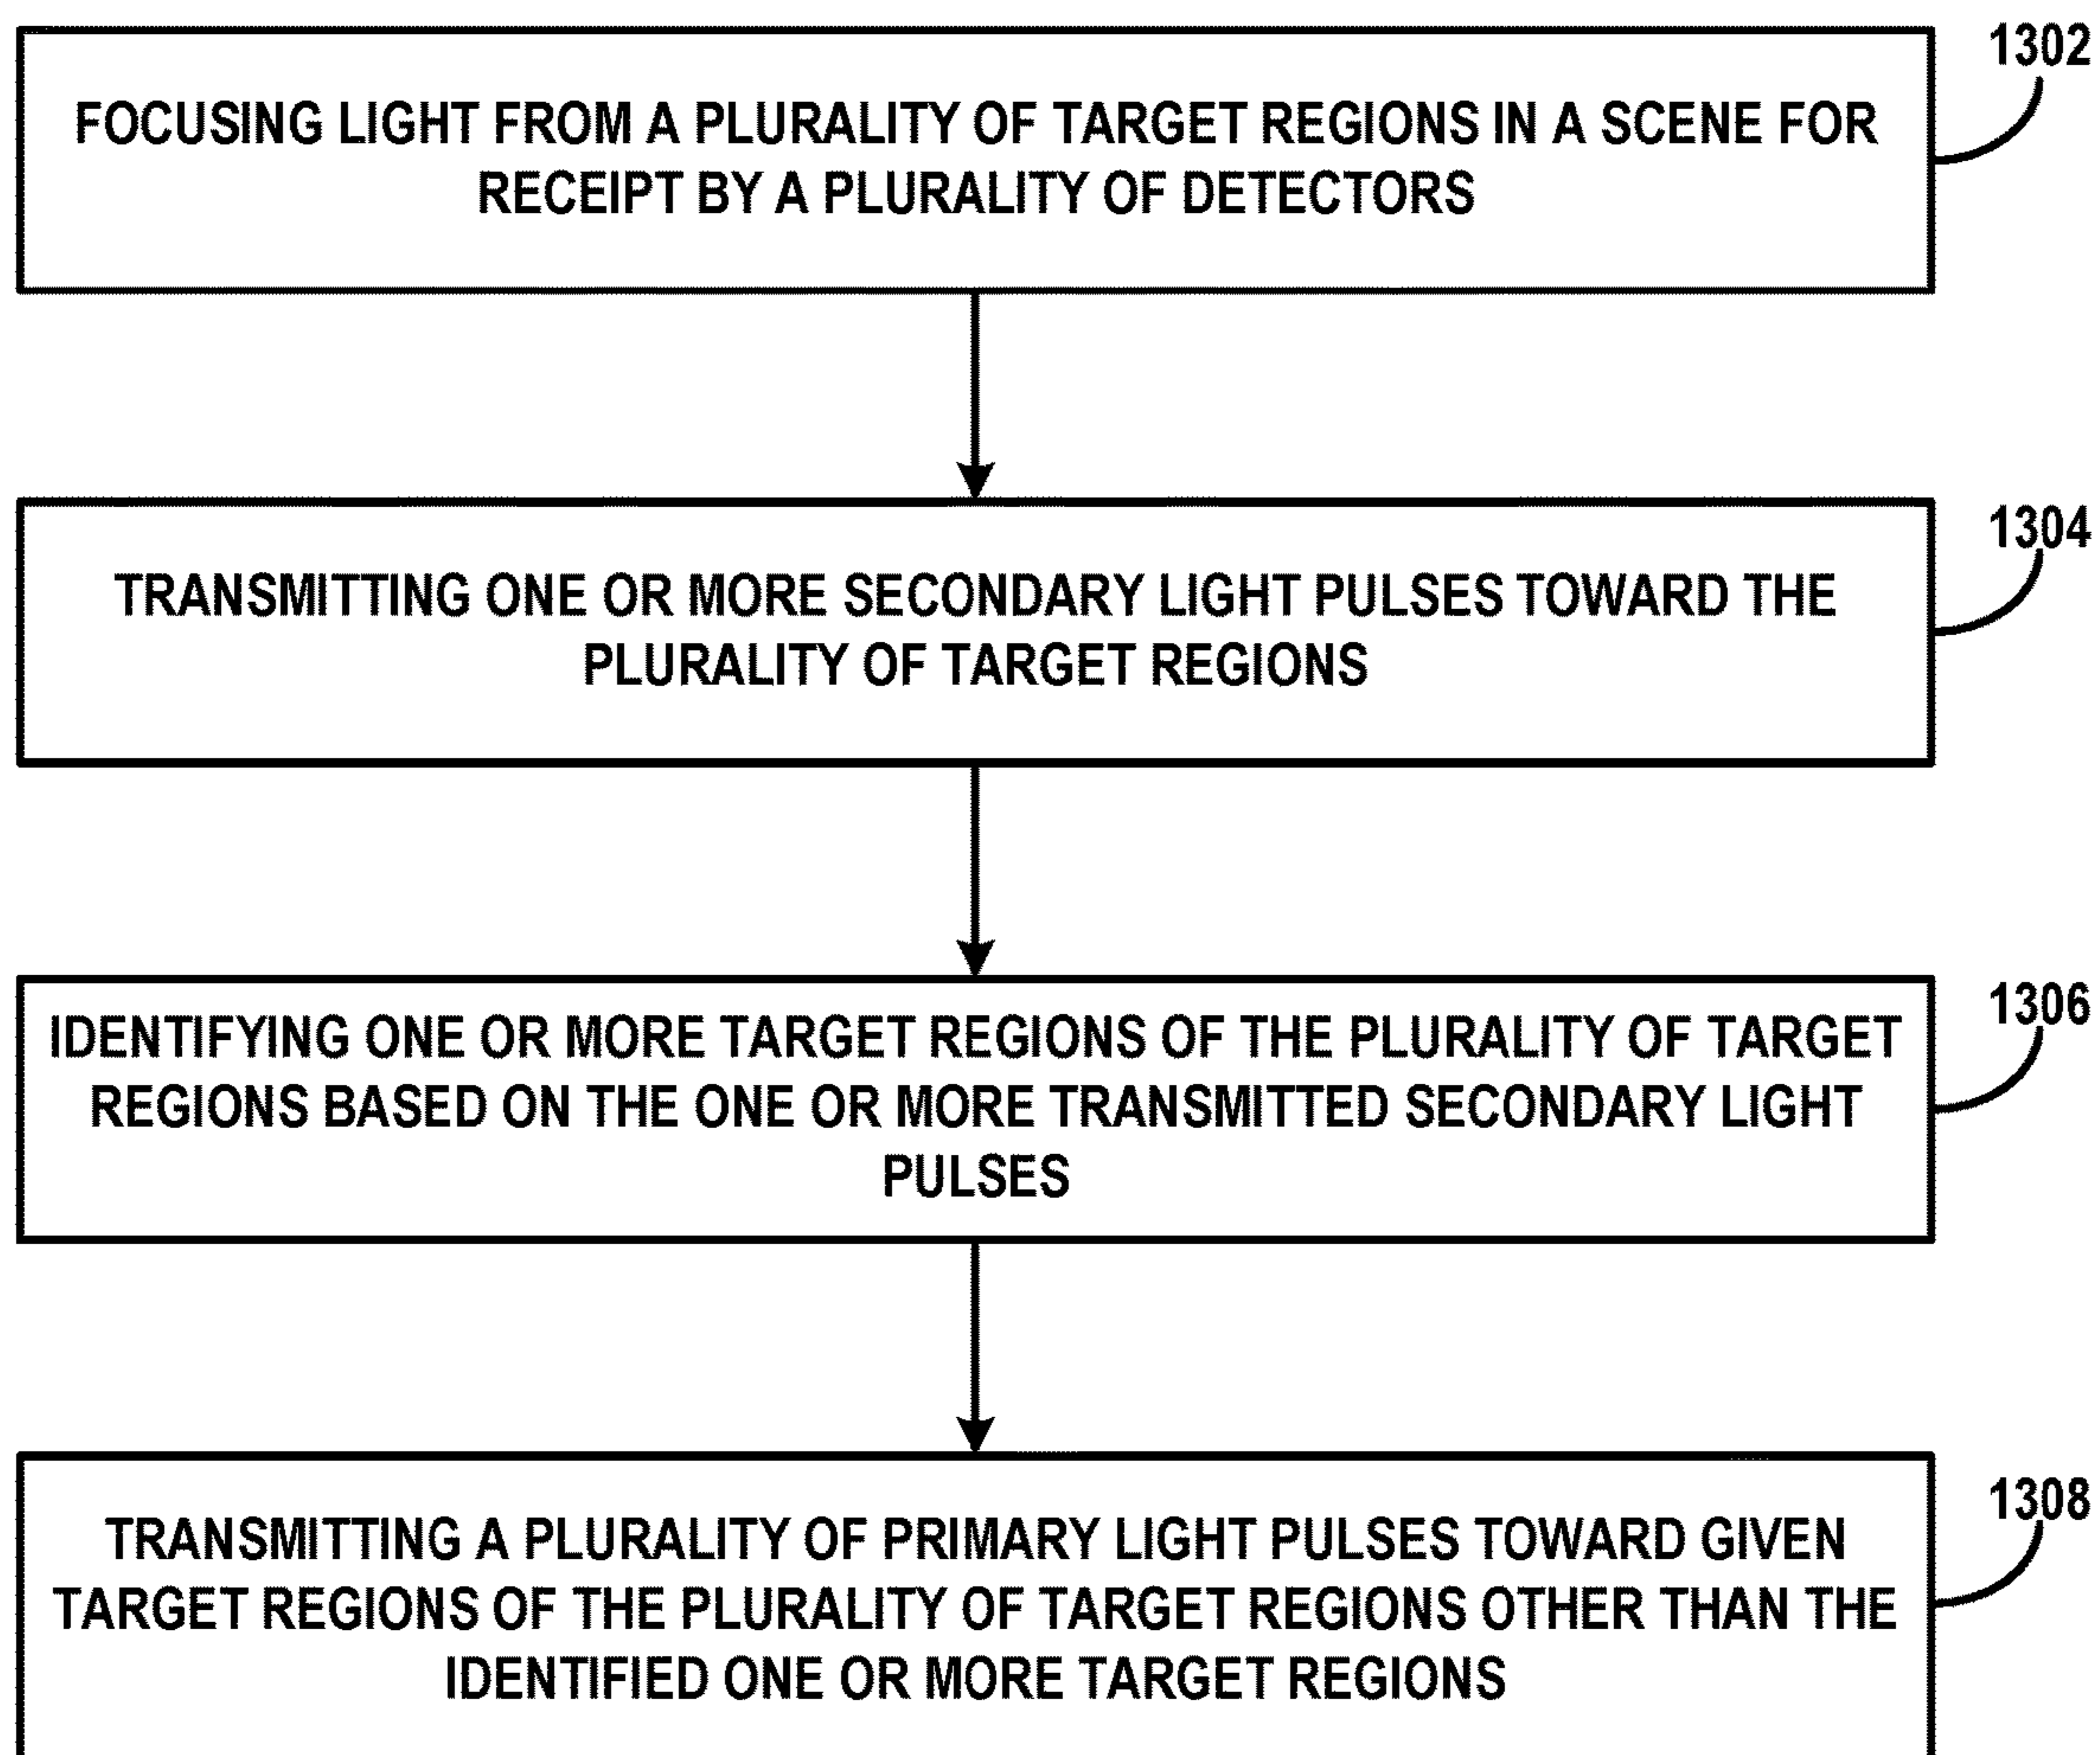 1302
FOCUSING LIGHT FROM A PLURALITY OF TARGET REGIONS IN A SCENE FOR
RECEIPT BY A PLURALITY OF DETECTORS
1304
TRANSMITTING ONE OR MORE SECONDARY LIGHT PULSES TOWARD THE
PLURALITY OF TARGET REGIONS
1306
IDENTIFYING ONE OR MORE TARGET REGIONS OF THE PLURALITY OF TARGET
REGIONS BASED ON THE ONE OR MORE TRANSMITTED SECONDARY LIGHT
PULSES
1308
TRANSMITTING A PLURALITY OF PRIMARY LIGHT PULSES TOWARD GIVEN
TARGET REGIONS OF THE PLURALITY OF TARGET REGIONS OTHER THAN THE
IDENTIFIED ONE OR MORE TARGET REGIONS